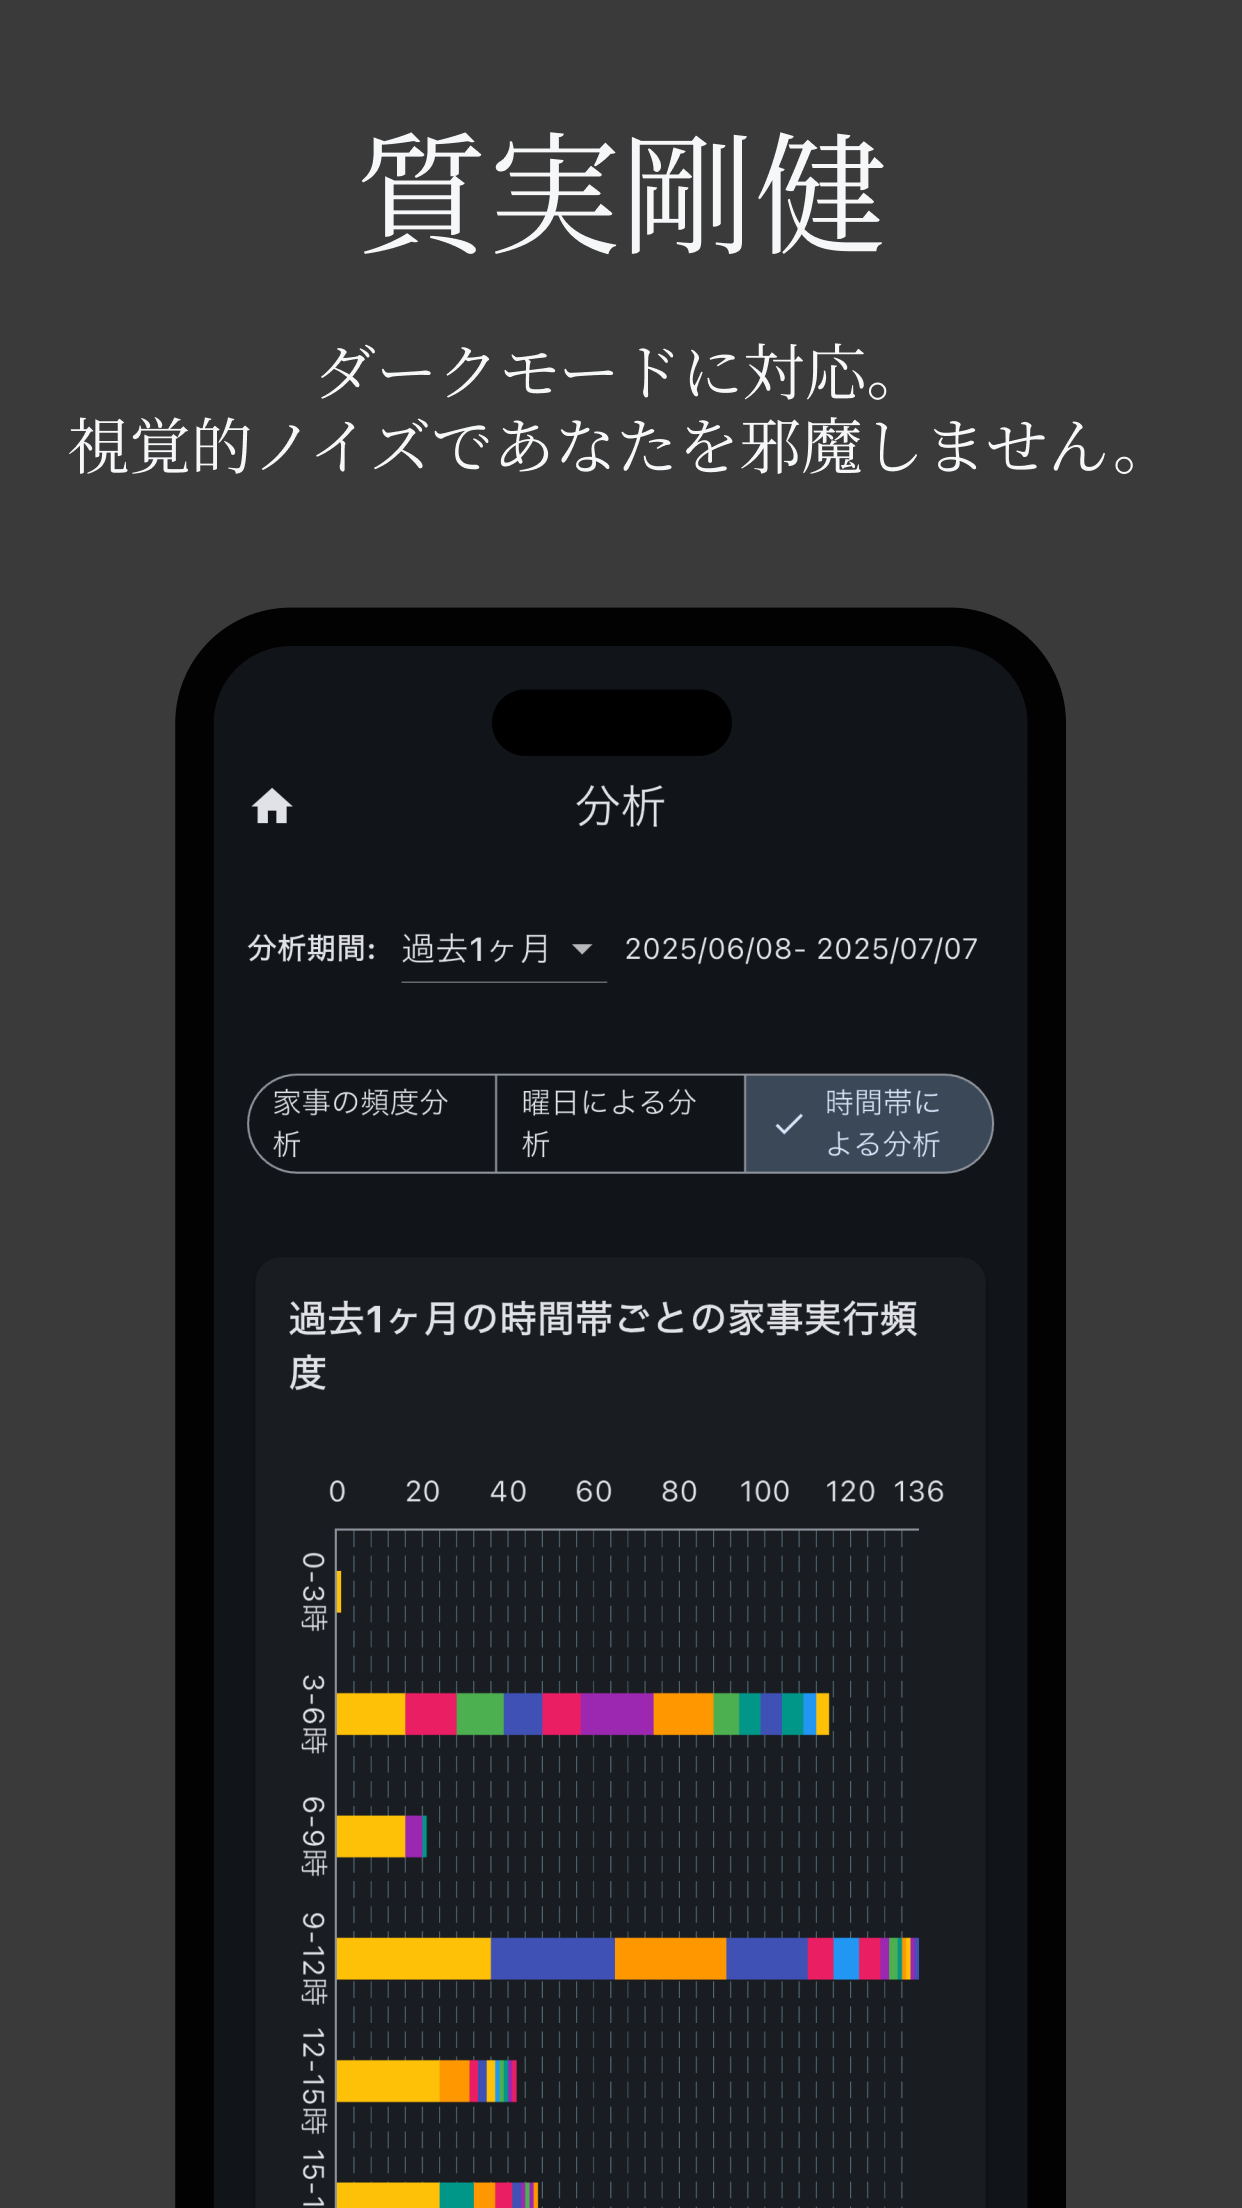 質実剛健
ダークモードに対応。
視覚的ノイズであなたを邪魔しません。
分析
分析期間: 過去1ヶ月 2025/06/08- 2025/07/07
家事の頻度分
析
曜日による分
析
時間帯に
よる分析
過去1ヶ月の時間帯ごとの家事実行頻
度
0 20 40 60 80 100 120 136
0-3時
3-6時
6-9時
9-12時
12-15時
15-1